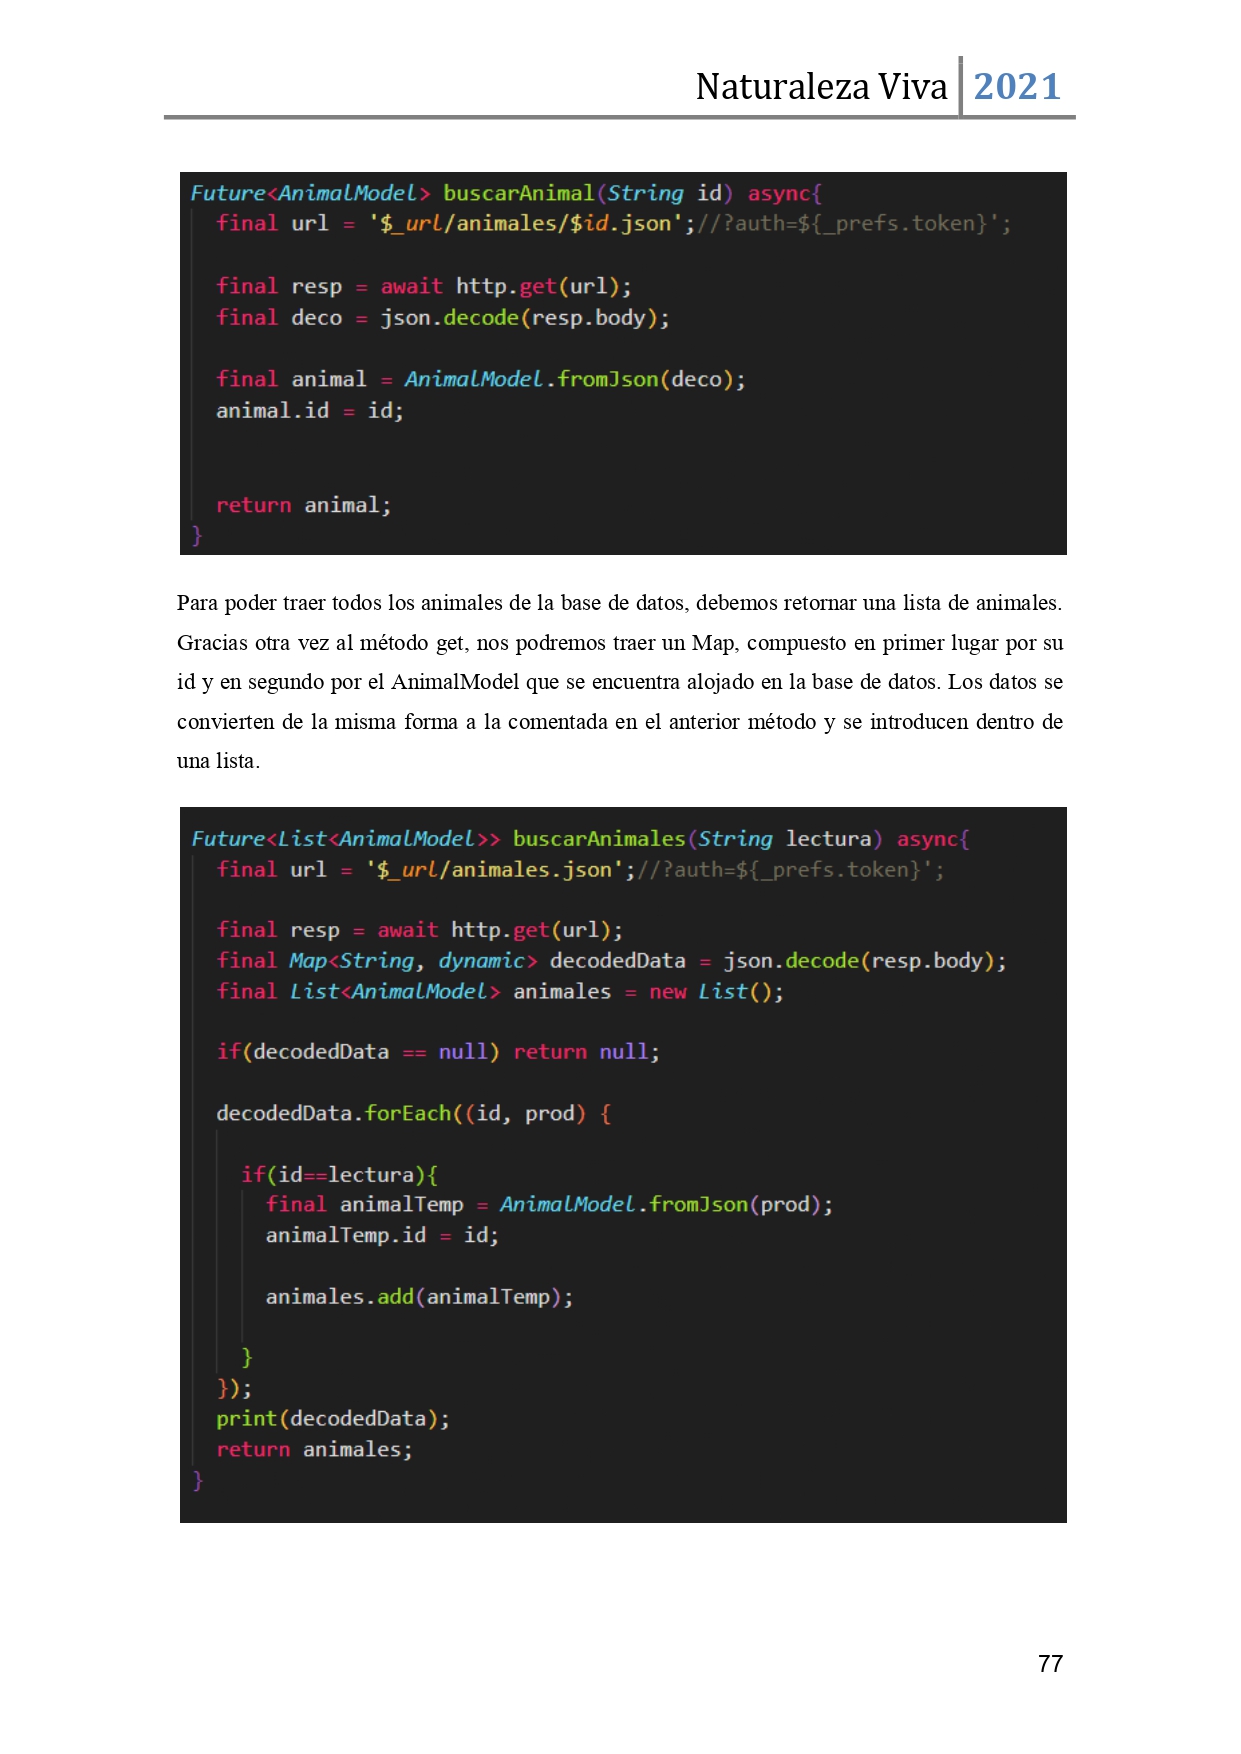 Naturaleza Viva 2021
Future<AnimalModel> buscarAnimal(String id) async{
final url = '$_url/animales/$id.json';//?auth=${_prefs.token}';
final resp = await http.get(url);
final deco = json.decode(resp.body);
final animal = AnimalModel.fromJson(deco);
animal.id = id;
return animal;
}
Para poder traer todos los animales de la base de datos, debemos retornar una lista de animales.
Gracias otra vez al método get, nos podremos traer un Map, compuesto en primer lugar por su
id y en segundo por el AnimalModel que se encuentra alojado en la base de datos. Los datos se
convierten de la misma forma a la comentada en el anterior método y se introducen dentro de
una lista.
Future<List<AnimalModel>> buscarAnimales(String lectura) async{
final url = '$_url/animales.json';//?auth=${_prefs.token}';
final resp = await http.get(url);
final Map<String, dynamic> decodedData = json.decode(resp.body);
final List<AnimalModel> animales = new List();
if(decodedData == null) return null;
decodedData.forEach((id, prod) {
if(id==lectura){
final animalTemp = AnimalModel.fromJson(prod);
animalTemp.id = id;
animales.add(animalTemp);
}
});
print(decodedData);
return animales;
}
77